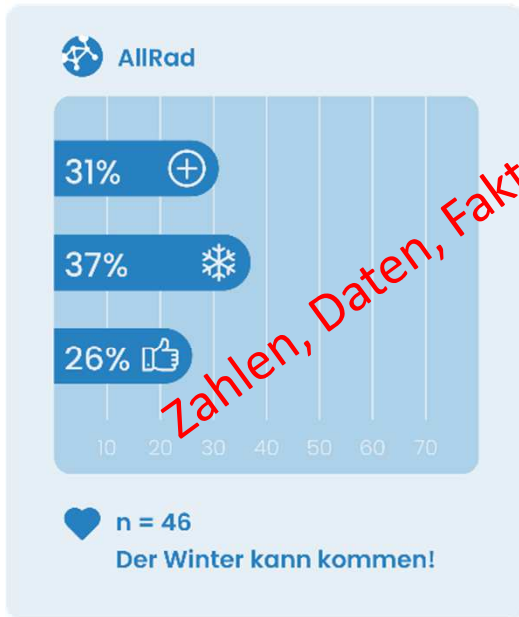 AllRad
31%
37%
26%
Zahlen, Daten, Fakt
10 20 30 40 50 60 70
n = 46
Der Winter kann kommen!